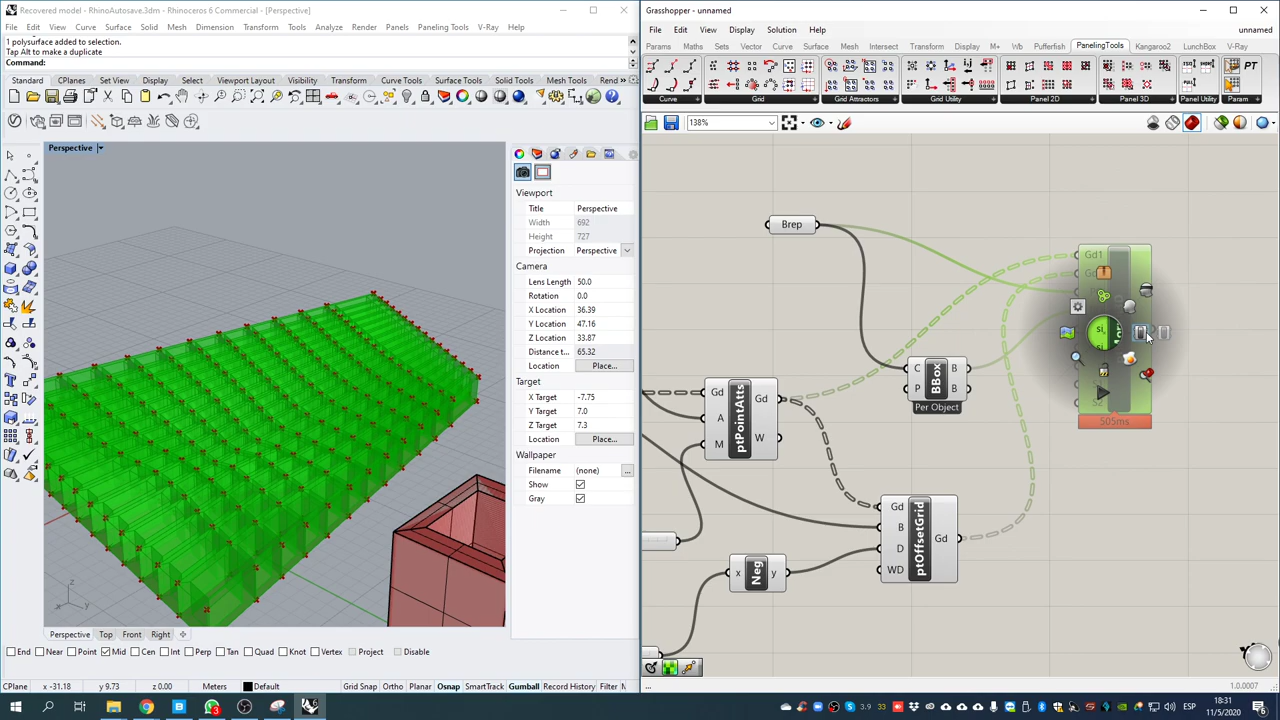 Recovered model - RhinoAutosave.3dm - Rhinoceros 6 Commercial - [Perspective]
File Edit View Curve Surface Solid Mesh Dimension Transform Tools Analyze Render Panels Paneling Tools V-Ray Help
1 polysurface added to selection.
Tap Alt to make a duplicate
Command:
Standard CPlanes Set View Display Select Viewport Layout Visibility Transform Curve Tools Surface Tools Solid Tools Mesh Tools Rend
Perspective
Viewport
Title Perspective
Width 692
Height 727
Projection Perspective
Camera
Lens Length 50.0
Rotation 0.0
X Location 36.39
Y Location 47.16
Z Location 33.87
Distance t... 65.32
Location Place...
Target
X Target -7.75
Y Target 7.0
Z Target 7.3
Location Place...
Wallpaper
Filename (none) ...
Show
Gray
z
x
y
Perspective Top Front Right
End Near Point Mid Cen Int Perp Tan Quad Knot Vertex Project Disable
CPlane x -31.18 y 9.73 z 0.00 Meters Default Grid Snap Ortho Planar Osnap SmartTrack Gumball Record History Filter
Grasshopper - unnamed
File Edit View Display Solution Help unnamed
Params Maths Sets Vector Curve Surface Mesh Intersect Transform Display M+ Wb Pufferfish PanelingTools Kangaroo2 LunchBox V-Ray
PT
Curve Grid Grid Attractors Grid Utility Panel 2D Panel 3D Panel Utility Param
138%
Brep
Gd1
C BBox B
P B
Per Object
505ms
Gd ptPointAtts Gd
A
M W
Gd ptOffsetGrid
B Gd
D
WD
x Neg y
...
1.0.0007
ESP
18:31
11/5/2020